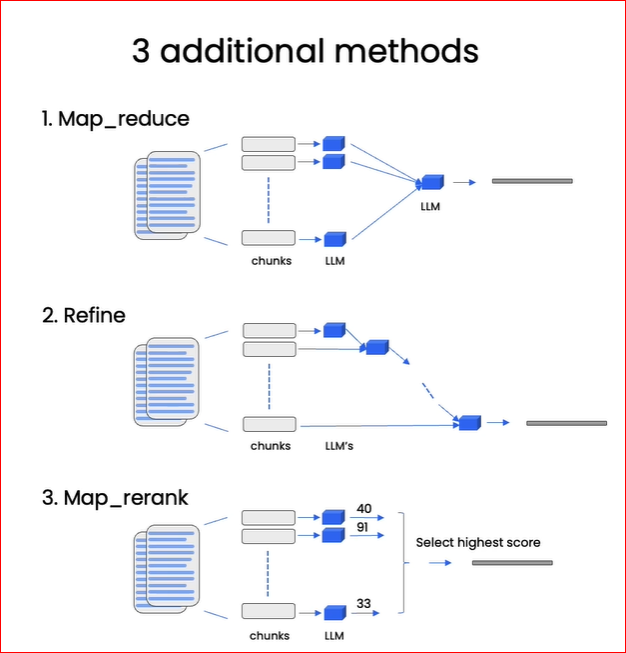 3 additional methods
1. Map_reduce
LLM
chunks LLM
2. Refine
chunks LLM's
3. Map_rerank
40
91
Select highest score
33
chunks LLM